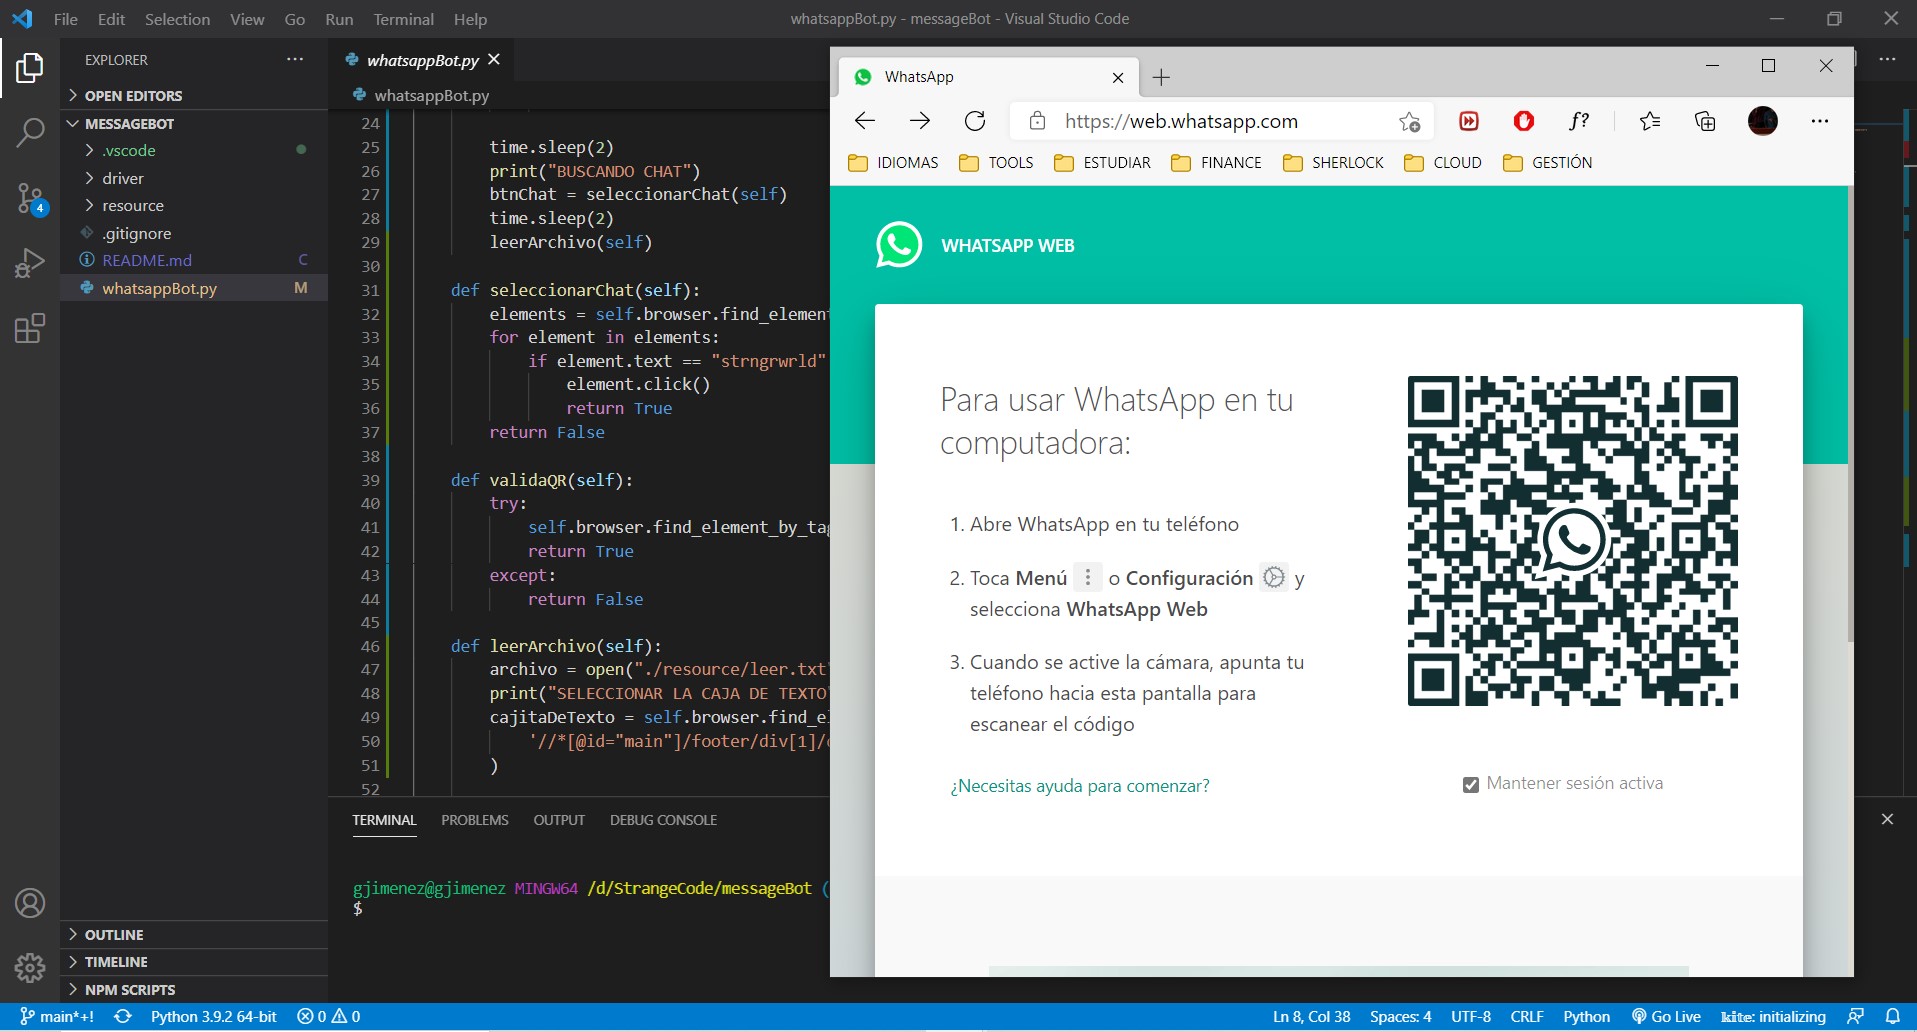 File Edit Selection View Go Run Terminal Help
whatsappBot.py - messageBot - Visual Studio Code
EXPLORER
OPEN EDITORS
MESSAGEBOT
.vscode
driver
resource
.gitignore
README.md C
whatsappBot.py M
4
OUTLINE
TIMELINE
NPM SCRIPTS
whatsappBot.py
whatsappBot.py
24
25 time.sleep(2)
26 print("BUSCANDO CHAT")
27 btnChat = seleccionarChat(self)
28 time.sleep(2)
29 leerArchivo(self)
30
31 def seleccionarChat(self):
32 elements = self.browser.find_element
33 for element in elements:
34 if element.text == "strngrwrld"
35 element.click()
36 return True
37 return False
38
39 def validaQR(self):
40 try:
41 self.browser.find_element_by_tag
42 return True
43 except:
44 return False
45
46 def leerArchivo(self):
47 archivo = open("./resource/leer.txt"
48 print("SELECCIONAR LA CAJA DE TEXTO"
49 cajitaDeTexto = self.browser.find_el
50 '//*[@id="main"]/footer/div[1]/
51 )
52
TERMINAL PROBLEMS OUTPUT DEBUG CONSOLE
gjimenez@gjimenez MINGW64 /d/StrangeCode/messageBot (
$
WhatsApp
https://web.whatsapp.com
f?
IDIOMAS TOOLS ESTUDIAR FINANCE SHERLOCK CLOUD GESTIÓN
WHATSAPP WEB
Para usar WhatsApp en tu
computadora:
1. Abre WhatsApp en tu teléfono
2. Toca Menú o Configuración y
selecciona WhatsApp Web
3. Cuando se active la cámara, apunta tu
teléfono hacia esta pantalla para
escanear el código
¿Necesitas ayuda para comenzar?
Mantener sesión activa
main*+! Python 3.9.2 64-bit 0 0 Ln 8, Col 38 Spaces: 4 UTF-8 CRLF Python Go Live kite: initializing